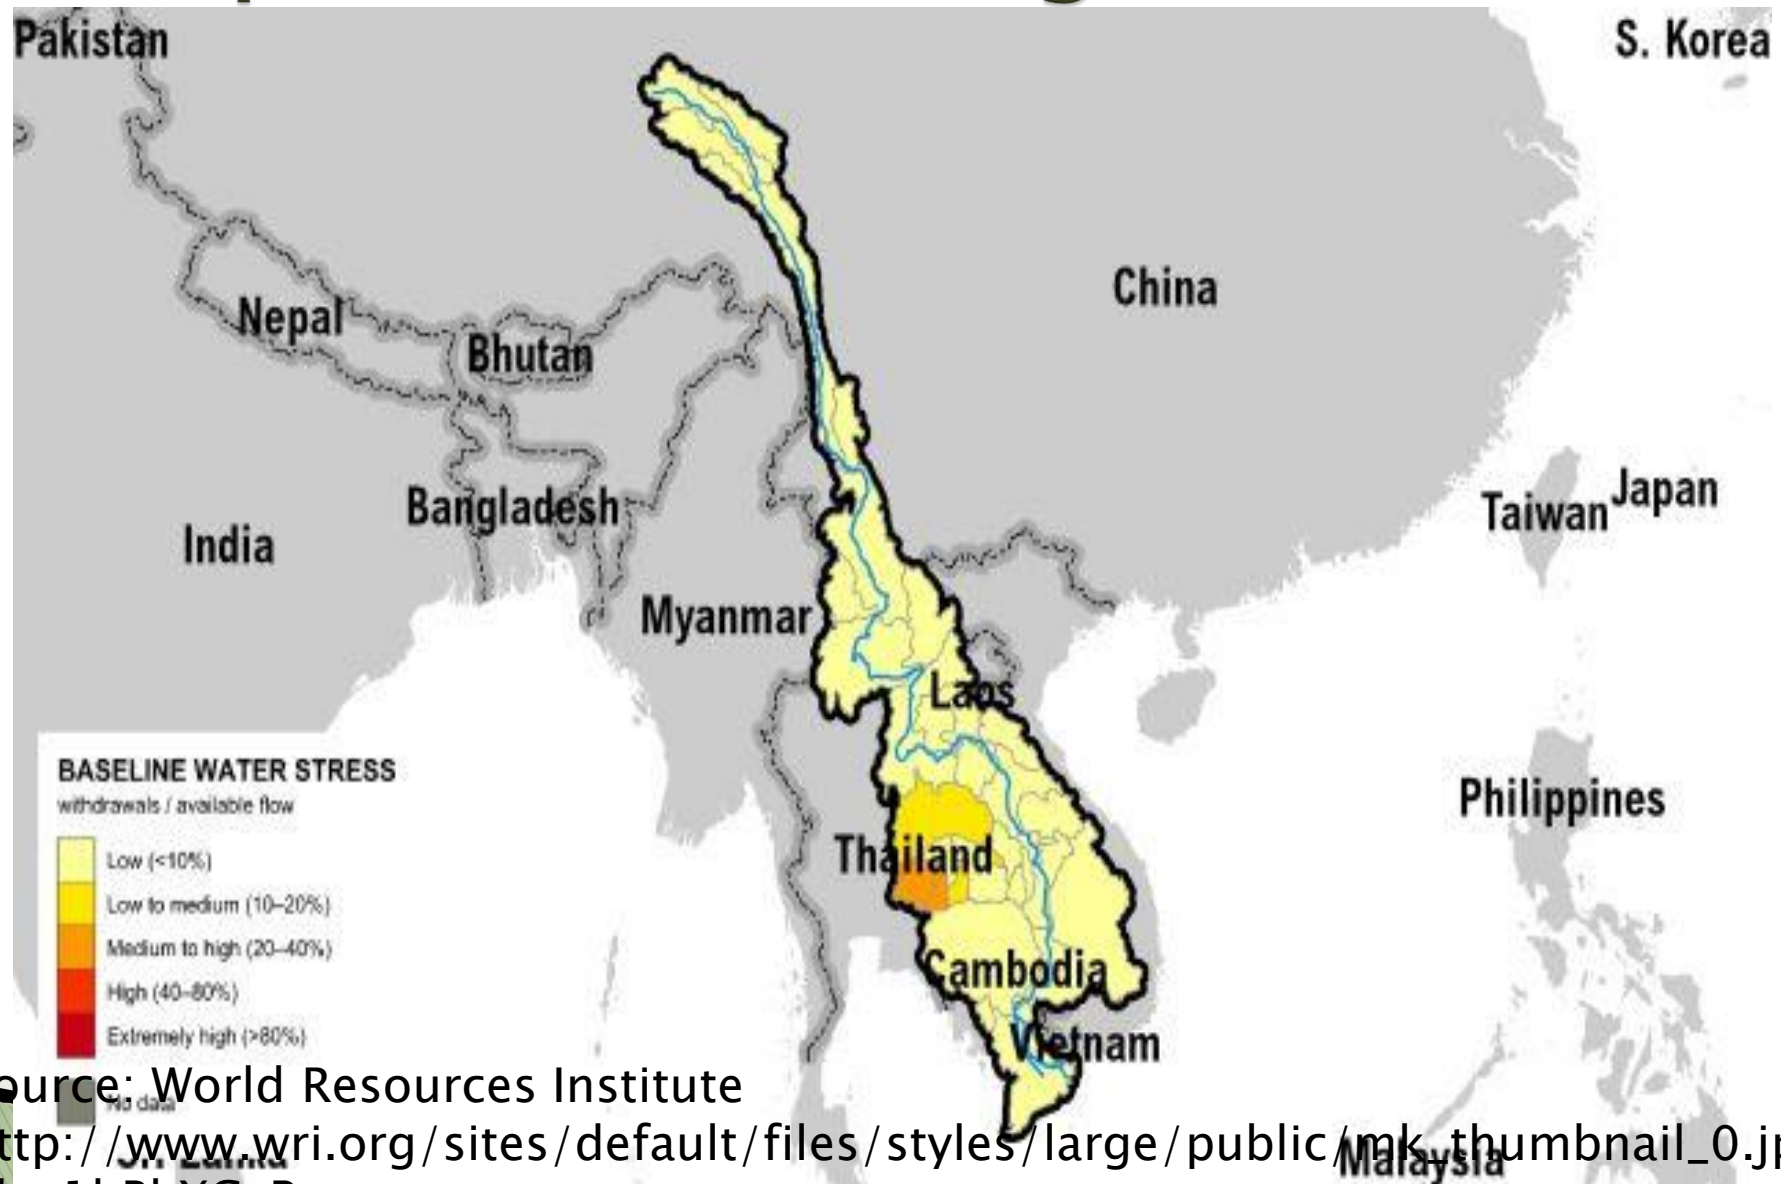 Pakistan
S. Korea
China
Nepal
Bhutan
Bangladesh
India
Taiwan
Japan
Myanmar
Laos
BASELINE WATER STRESS
withdrawals / available flow
Philippines
Low (<10%)
Thailand
Low to medium (10–20%)
Medium to high (20–40%)
Cambodia
High (40–80%)
Extremely high (>80%)
Vietnam
ource: World Resources Institute
No data
ttp://www.wri.org/sites/default/files/styles/large/public/mk_thumbnail_0.jp
Sri Lanka
Malaysia